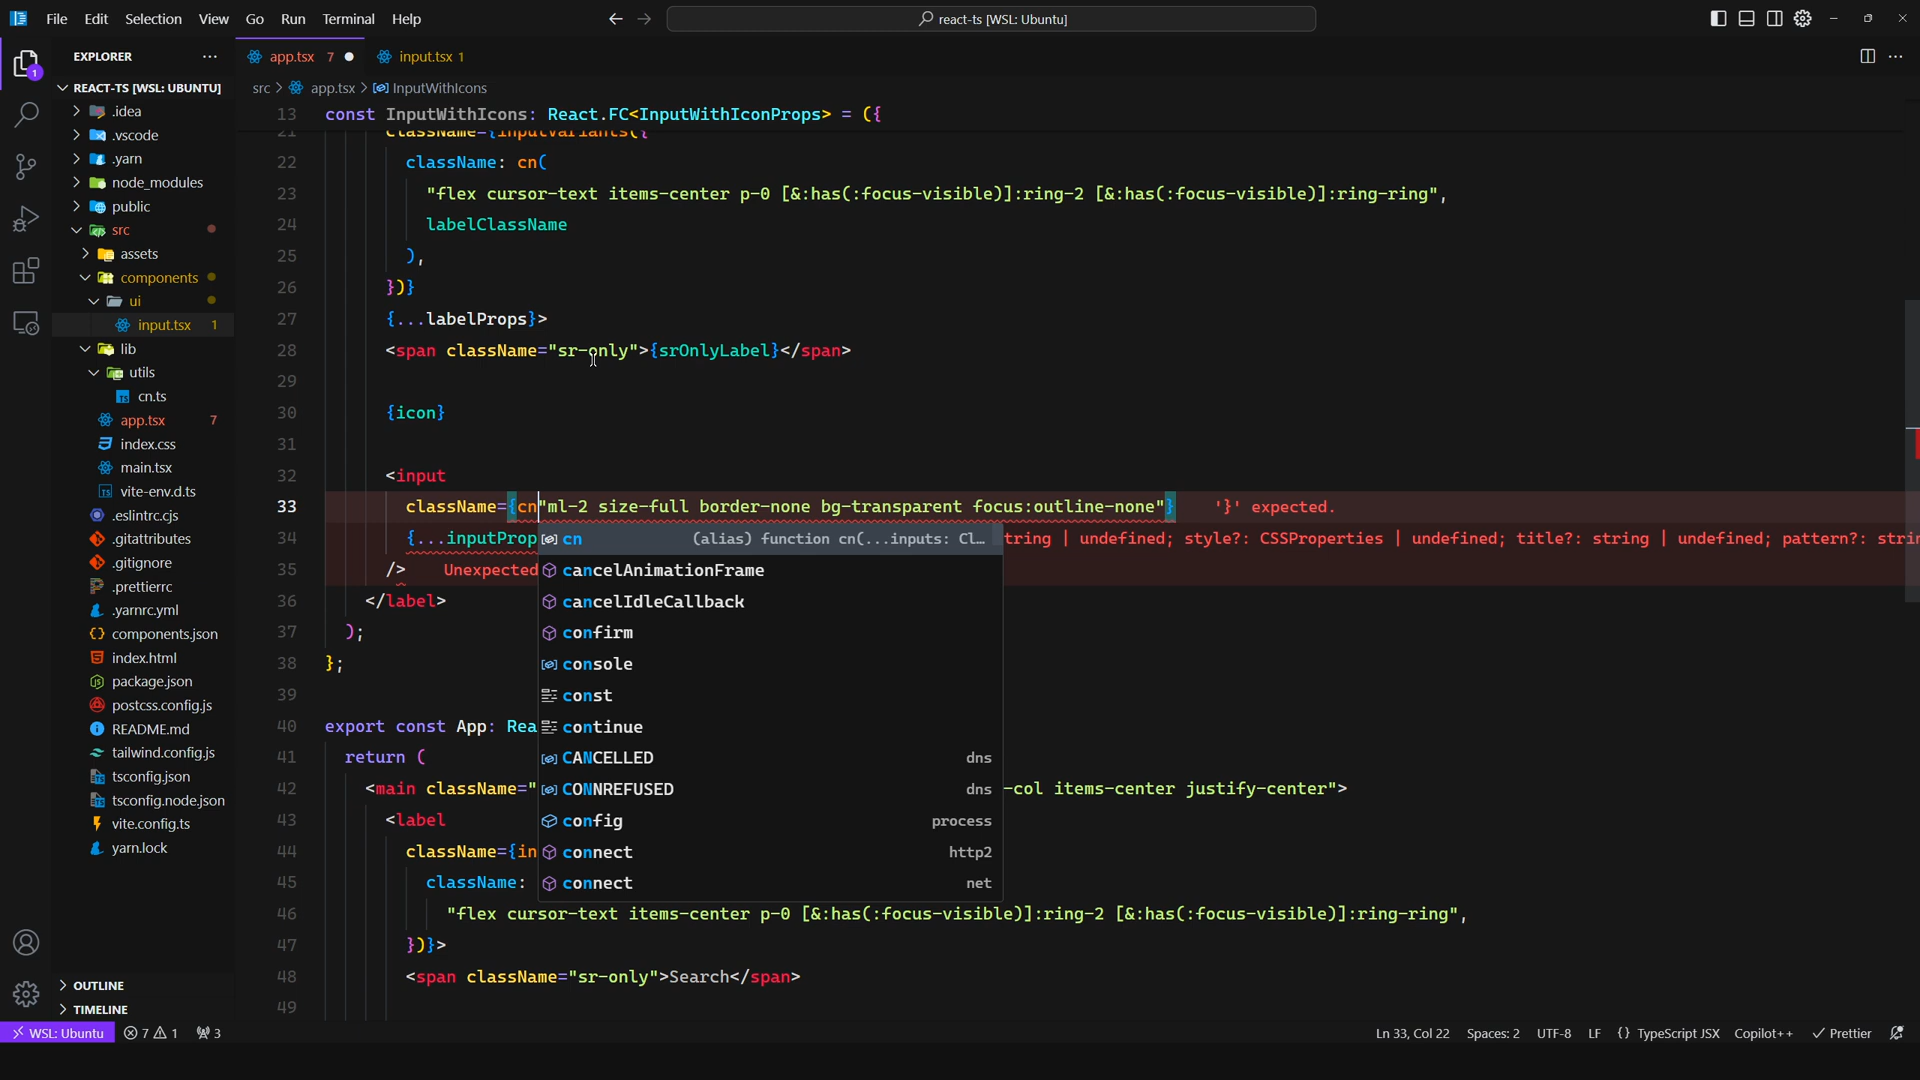 File Edit Selection View Go Run Terminal Help
react-ts [WSL: Ubuntu]
EXPLORER
app.tsx 7
input.tsx 1
REACT-TS [WSL: UBUNTU]
src > app.tsx > InputWithIcons
.idea
.vscode
.yarn
node_modules
public
src
assets
components
ui
input.tsx 1
lib
utils
cn.ts
app.tsx 7
index.css
main.tsx
vite-env.d.ts
.eslintrc.cjs
.gitattributes
.gitignore
.prettierrc
.yarnrc.yml
components.json
index.html
package.json
postcss.config.js
README.md
tailwind.config.js
tsconfig.json
tsconfig.node.json
vite.config.ts
yarn.lock
OUTLINE
TIMELINE
13 const InputWithIcons: React.FC<InputWithIconProps> = ({
21 className={inputVariants({
22 className: cn(
23 "flex cursor-text items-center p-0 [&:has(:focus-visible)]:ring-2 [&:has(:focus-visible)]:ring-ring",
24 labelClassName
25 ),
26 })}
27 {...labelProps}>
28 <span className="sr-only">{srOnlyLabel}</span>
29
30 {icon}
31
32 <input
33 className={cn"ml-2 size-full border-none bg-transparent focus:outline-none"} '}' expected.
34 {...inputProp tring | undefined; style?: CSSProperties | undefined; title?: string | undefined; pattern?: strin
35 /> Unexpected
36 </label>
37 );
38 };
39
40 export const App: Rea
41 return (
42 <main className=" -col items-center justify-center">
43 <label
44 className={in
45 className:
46 "flex cursor-text items-center p-0 [&:has(:focus-visible)]:ring-2 [&:has(:focus-visible)]:ring-ring",
47 })}>
48 <span className="sr-only">Search</span>
49
cn (alias) function cn(...inputs: Cl…
cancelAnimationFrame
cancelIdleCallback
confirm
console
const
continue
CANCELLED dns
CONNREFUSED dns
config process
connect http2
connect net
1
WSL: Ubuntu 7 1 3 Ln 33, Col 22 Spaces: 2 UTF-8 LF {} TypeScript JSX Copilot++ Prettier